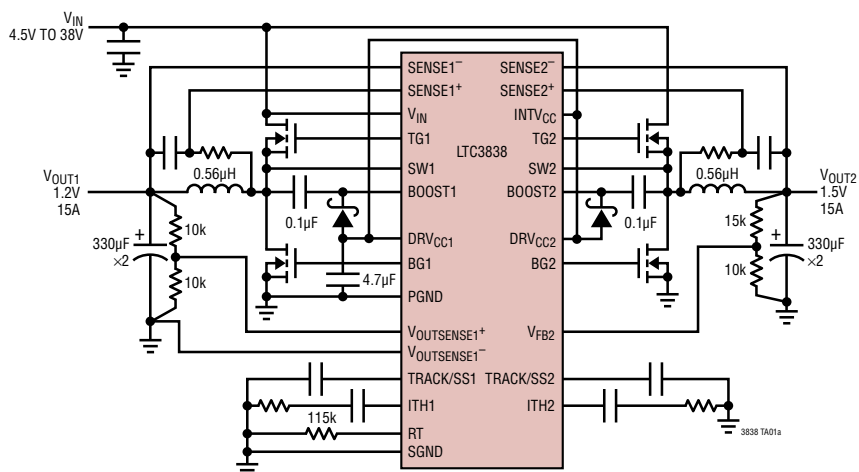 VIN
4.5V TO 38V
SENSE1–
SENSE1+
VIN
TG1
SW1
BOOST1
DRVCC1
BG1
PGND
VOUTSENSE1+
VOUTSENSE1–
TRACK/SS1
ITH1
RT
SGND
LTC3838
SENSE2–
SENSE2+
INTVCC
TG2
SW2
BOOST2
DRVCC2
BG2
VFB2
TRACK/SS2
ITH2
VOUT1
1.2V
15A
0.56µH
0.1µF
+
330µF
×2
10k
10k
4.7µF
115k
0.56µH
0.1µF
VOUT2
1.5V
15A
15k
10k
+
330µF
×2
3838 TA01a